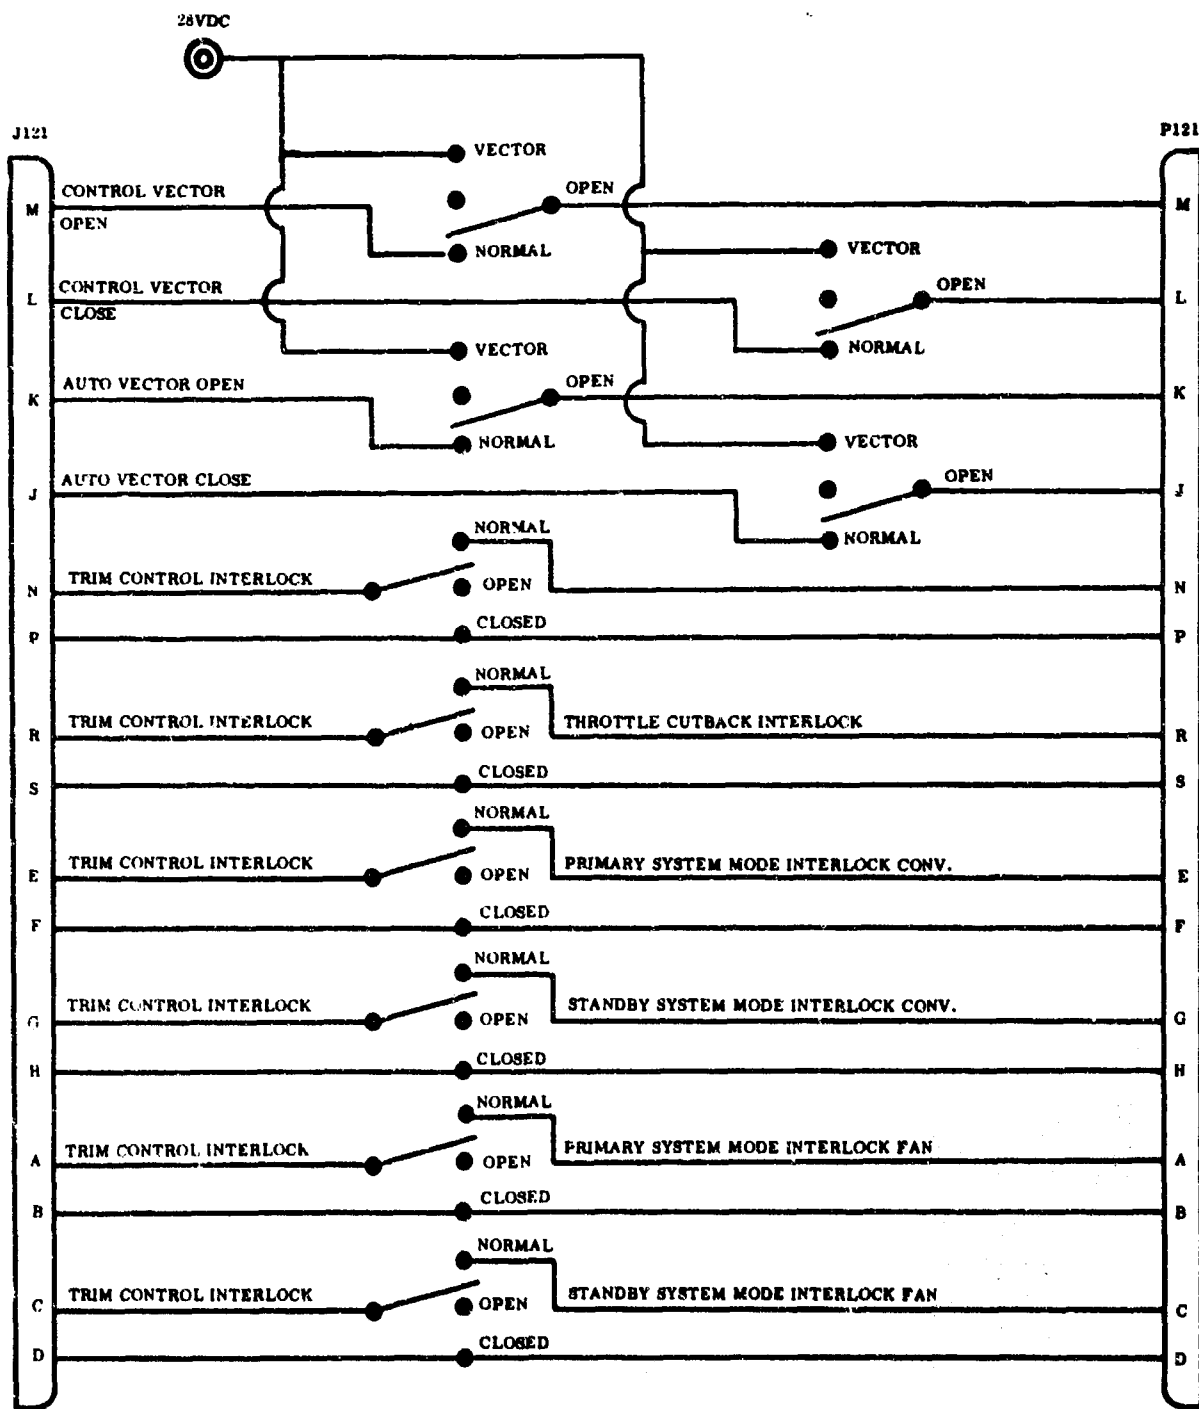 28VDC
J121
P121
VECTOR
M
CONTROL VECTOR
OPEN
OPEN
M
NORMAL
VECTOR
L
CONTROL VECTOR
CLOSE
OPEN
L
VECTOR
NORMAL
K
AUTO VECTOR OPEN
OPEN
K
NORMAL
VECTOR
J
AUTO VECTOR CLOSE
OPEN
J
NORMAL
NORMAL
N
TRIM CONTROL INTERLOCK
OPEN
N
P
CLOSED
P
NORMAL
R
TRIM CONTROL INTERLOCK
OPEN
THROTTLE CUTBACK INTERLOCK
R
S
CLOSED
S
NORMAL
E
TRIM CONTROL INTERLOCK
OPEN
PRIMARY SYSTEM MODE INTERLOCK CONV.
E
F
CLOSED
F
NORMAL
G
TRIM CONTROL INTERLOCK
OPEN
STANDBY SYSTEM MODE INTERLOCK CONV.
G
H
CLOSED
H
NORMAL
A
TRIM CONTROL INTERLOCK
OPEN
PRIMARY SYSTEM MODE INTERLOCK FAN
A
B
CLOSED
B
NORMAL
C
TRIM CONTROL INTERLOCK
OPEN
STANDBY SYSTEM MODE INTERLOCK FAN
C
D
CLOSED
D